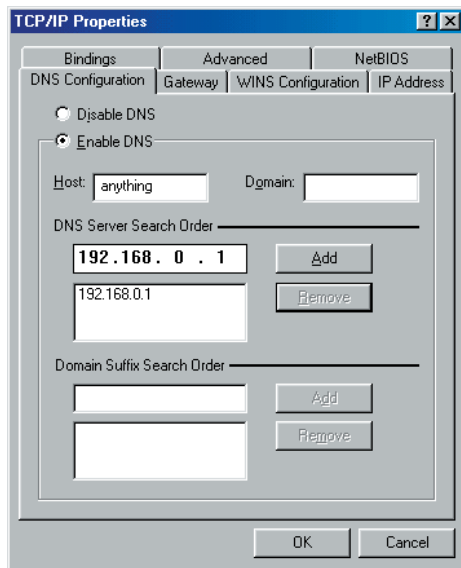 TCP/IP Properties
? X
Bindings Advanced NetBIOS
DNS Configuration Gateway WINS Configuration IP Address
Disable DNS
Enable DNS
Host: anything Domain:
DNS Server Search Order
192.168. 0 . 1 Add
192.168.0.1 Remove
Domain Suffix Search Order
Add
Remove
OK Cancel